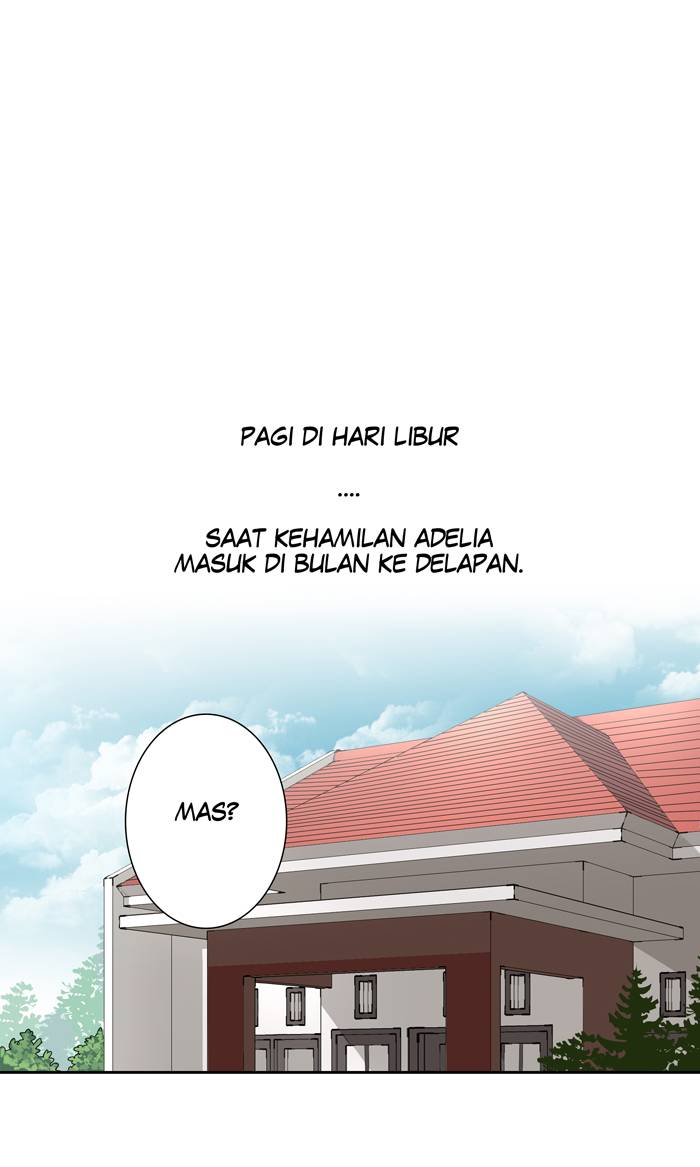 PAGI DI HARI LIBUR
....
SAAT KEHAMILAN ADELIA
MASUK DI BULAN KE DELAPAN.
MAS?